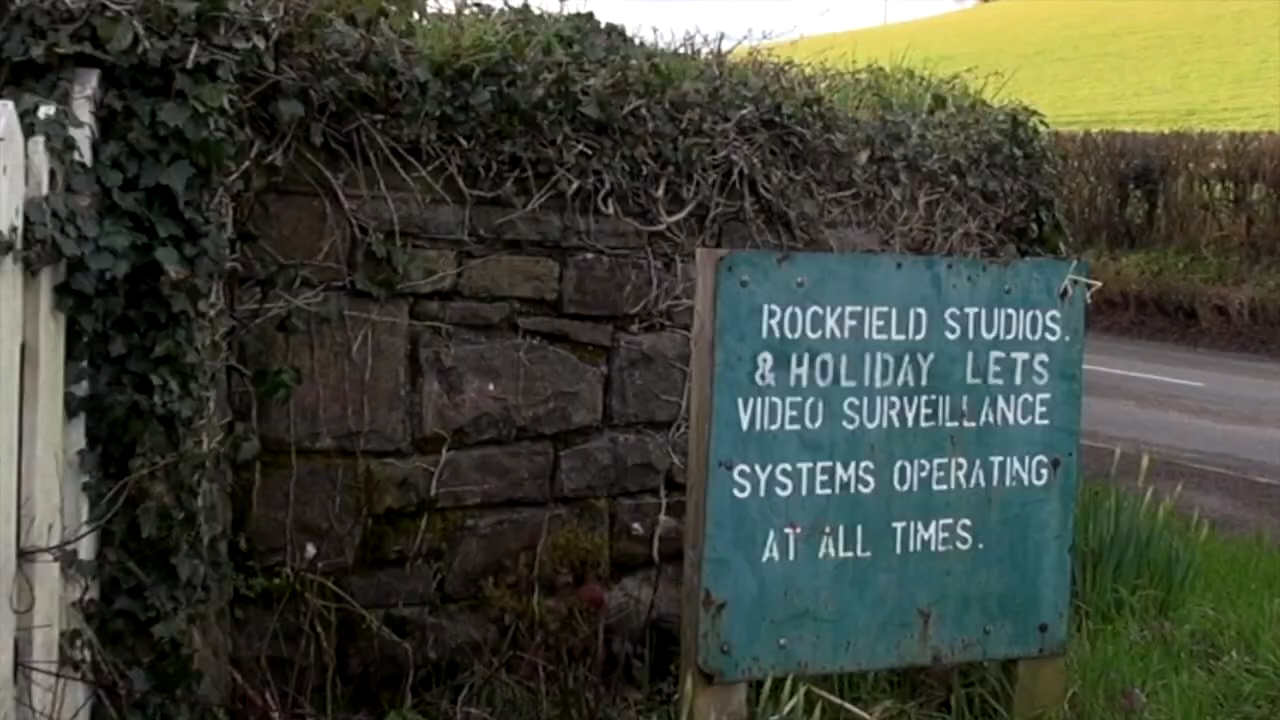 ROCKFIELD STUDIOS.
& HOLIDAY LETS
VIDEO SURVEILLANCE
SYSTEMS OPERATING
AT ALL TIMES.